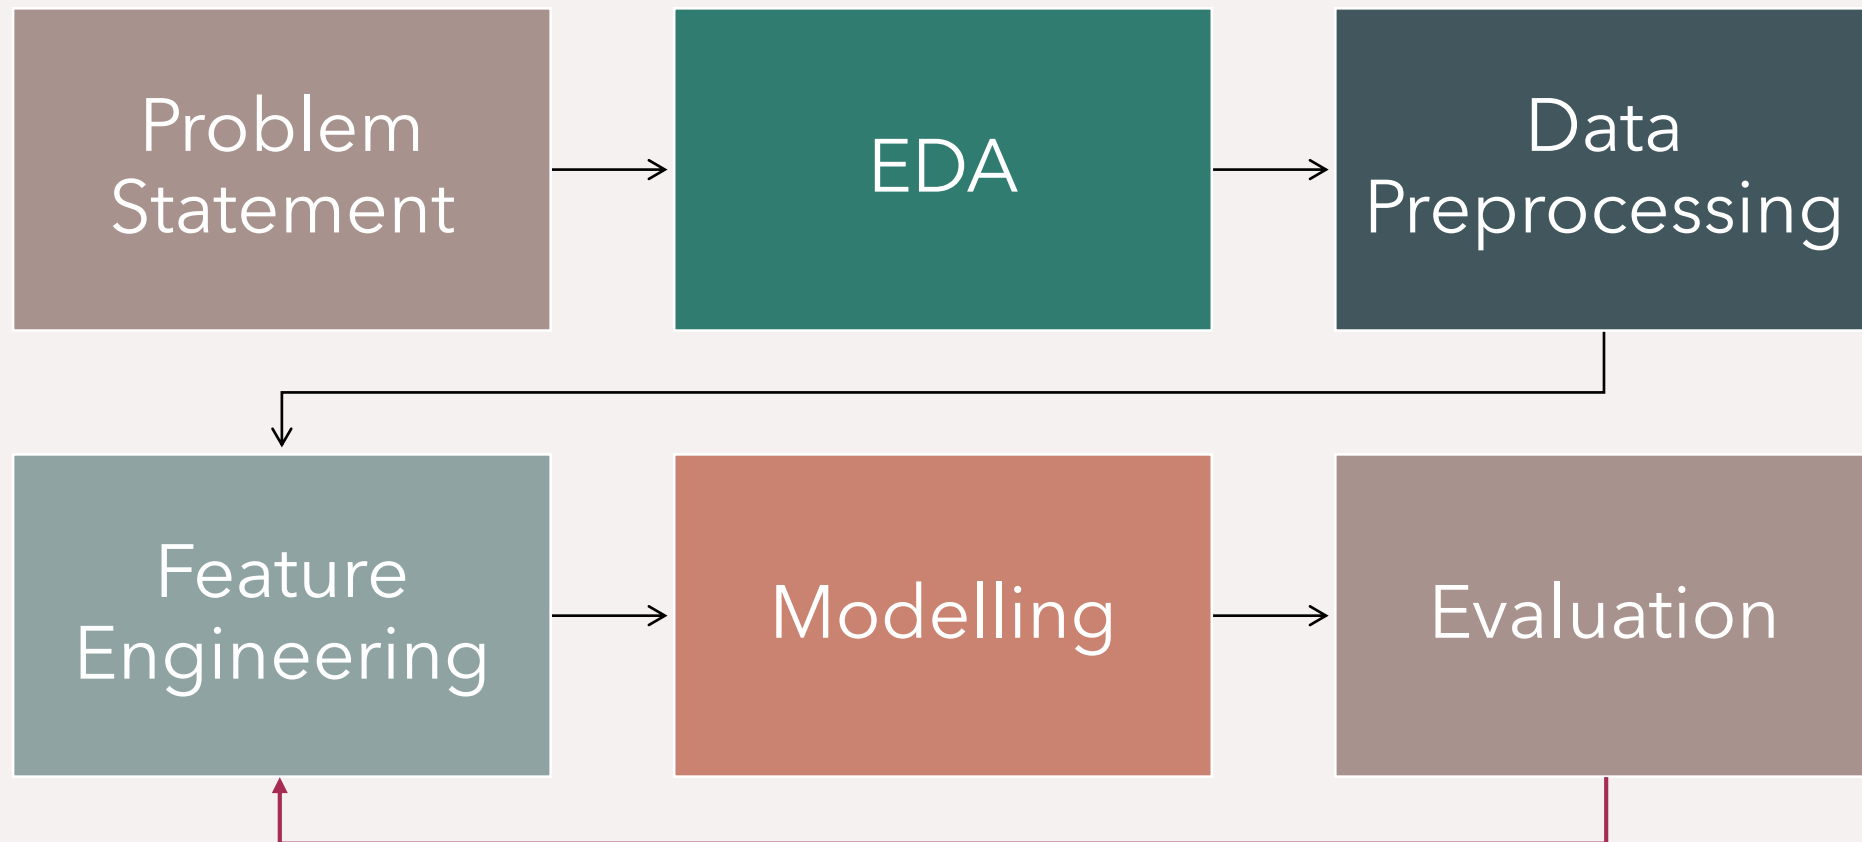 Problem
Statement
EDA
Data
Preprocessing
Feature
Engineering
Modelling
Evaluation